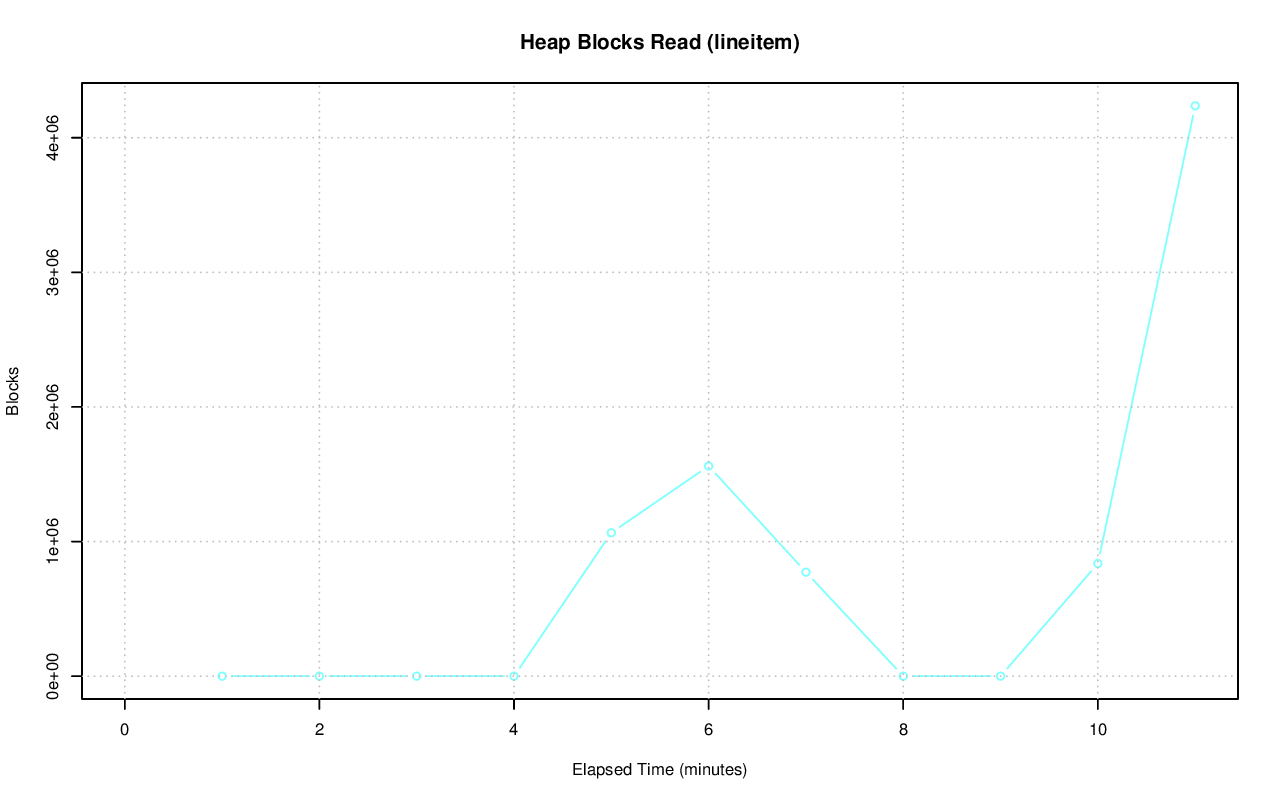 Heap Blocks Read (lineitem)
4e+06
3e+06
2e+06
1e+06
0e+00
Blocks
0 2 4 6 8 10
Elapsed Time (minutes)